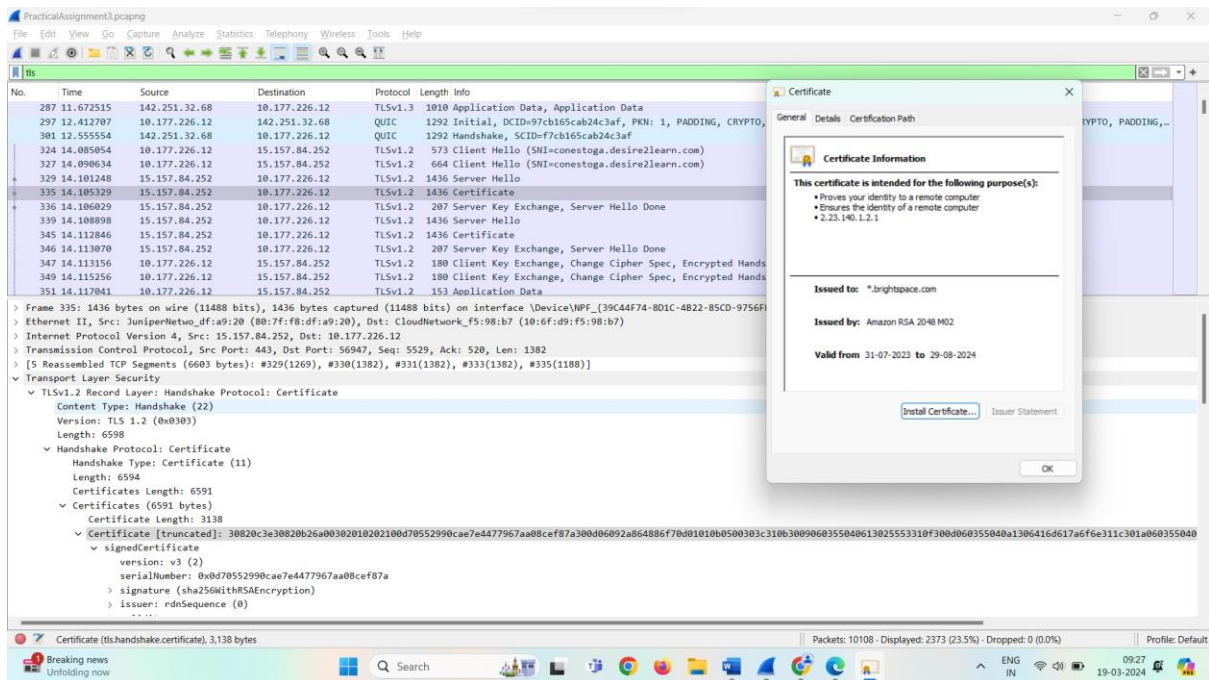 PracticalAssignment3.pcapng
File Edit View Go Capture Analyze Statistics Telephony Wireless Tools Help
tls
No. Time Source Destination Protocol Length Info
287 11.672515 142.251.32.68 10.177.226.12 TLSv1.3 1010 Application Data, Application Data
297 12.412707 10.177.226.12 142.251.32.68 QUIC 1292 Initial, DCID=97cb165cab24c3af, PKN: 1, PADDING, CRYPTO, RYPTO, PADDING,…
301 12.555554 142.251.32.68 10.177.226.12 QUIC 1292 Handshake, SCID=f7cb165cab24c3af
324 14.085054 10.177.226.12 15.157.84.252 TLSv1.2 573 Client Hello (SNI=conestoga.desire2learn.com)
327 14.090634 10.177.226.12 15.157.84.252 TLSv1.2 664 Client Hello (SNI=conestoga.desire2learn.com)
329 14.101248 15.157.84.252 10.177.226.12 TLSv1.2 1436 Server Hello
335 14.105329 15.157.84.252 10.177.226.12 TLSv1.2 1436 Certificate
336 14.106029 15.157.84.252 10.177.226.12 TLSv1.2 207 Server Key Exchange, Server Hello Done
339 14.108898 15.157.84.252 10.177.226.12 TLSv1.2 1436 Server Hello
345 14.112846 15.157.84.252 10.177.226.12 TLSv1.2 1436 Certificate
346 14.113070 15.157.84.252 10.177.226.12 TLSv1.2 207 Server Key Exchange, Server Hello Done
347 14.113156 10.177.226.12 15.157.84.252 TLSv1.2 180 Client Key Exchange, Change Cipher Spec, Encrypted Hands
349 14.115256 10.177.226.12 15.157.84.252 TLSv1.2 180 Client Key Exchange, Change Cipher Spec, Encrypted Hands
351 14.117041 10.177.226.12 15.157.84.252 TLSv1.2 153 Application Data
Frame 335: 1436 bytes on wire (11488 bits), 1436 bytes captured (11488 bits) on interface \Device\NPF_{39C44F74-8D1C-4B22-85CD-9756F
Ethernet II, Src: JuniperNetwo_df:a9:20 (80:7f:f8:df:a9:20), Dst: CloudNetwork_f5:98:b7 (10:6f:d9:f5:98:b7)
Internet Protocol Version 4, Src: 15.157.84.252, Dst: 10.177.226.12
Transmission Control Protocol, Src Port: 443, Dst Port: 56947, Seq: 5529, Ack: 520, Len: 1382
[5 Reassembled TCP Segments (6603 bytes): #329(1269), #330(1382), #331(1382), #333(1382), #335(1188)]
Transport Layer Security
TLSv1.2 Record Layer: Handshake Protocol: Certificate
Content Type: Handshake (22)
Version: TLS 1.2 (0x0303)
Length: 6598
Handshake Protocol: Certificate
Handshake Type: Certificate (11)
Length: 6594
Certificates Length: 6591
Certificates (6591 bytes)
Certificate Length: 3138
Certificate [truncated]: 30820c3e30820b26a00302010202100d70552990cae7e4477967aa08cef87a300d06092a864886f70d01010b0500303c310b300906035504061302555331​0f300d060355040a1306416d617a6f6e311c301a060355040
signedCertificate
version: v3 (2)
serialNumber: 0x0d70552990cae7e4477967aa08cef87a
signature (sha256WithRSAEncryption)
issuer: rdnSequence (0)
Certificate
General Details Certification Path
Certificate Information
This certificate is intended for the following purpose(s):
• Proves your identity to a remote computer
• Ensures the identity of a remote computer
• 2.23.140.1.2.1
Issued to: *.brightspace.com
Issued by: Amazon RSA 2048 M02
Valid from 31-07-2023 to 29-08-2024
Install Certificate... Issuer Statement
OK
Certificate (tls.handshake.certificate), 3,138 bytes
Packets: 10108 · Displayed: 2373 (23.5%) · Dropped: 0 (0.0%)
Profile: Default
1
Breaking news
Unfolding now
Search
ENG
IN
09:27
19-03-2024